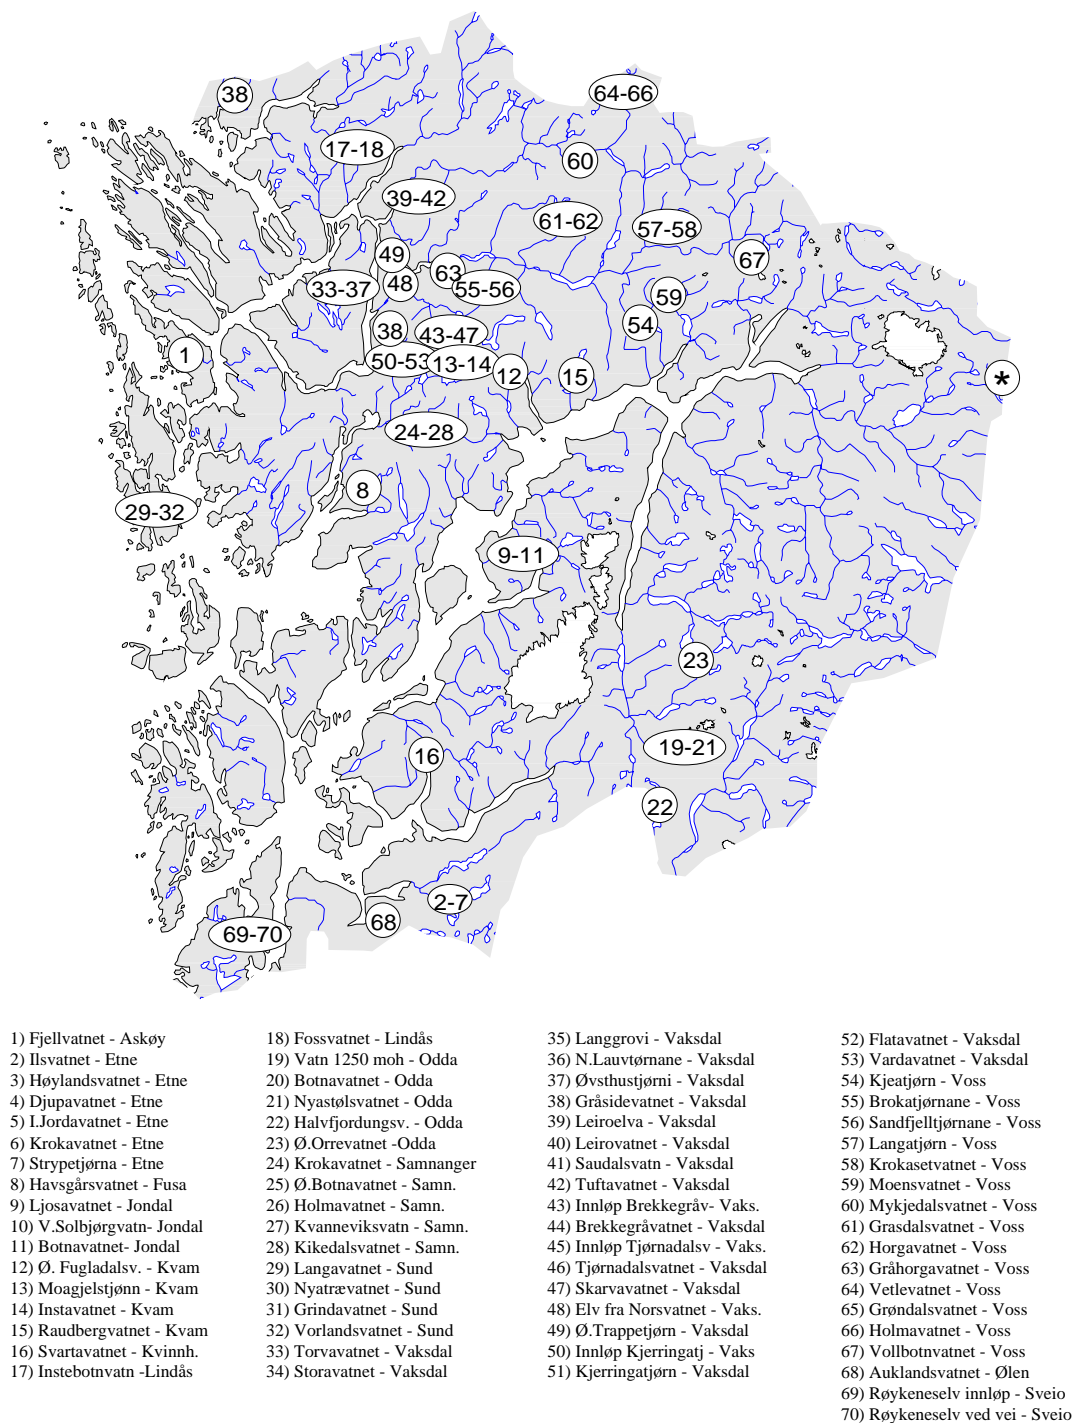 38
64-66
17-18
60
39-42
61-62
57-58
49
67
63
33-37
48
55-56
59
38
43-47
54
1
50-53
13-14
12
15
*
24-28
8
29-32
9-11
23
16
19-21
22
2-7
68
69-70
1) Fjellvatnet - Askøy
2) Ilsvatnet - Etne
3) Høylandsvatnet - Etne
4) Djupavatnet - Etne
5) I.Jordavatnet - Etne
6) Krokavatnet - Etne
7) Strypetjørna - Etne
8) Havsgårsvatnet - Fusa
9) Ljosavatnet - Jondal
10) V.Solbjørgvatn- Jondal
11) Botnavatnet- Jondal
12) Ø. Fugladalsv. - Kvam
13) Moagjelstjønn - Kvam
14) Instavatnet - Kvam
15) Raudbergvatnet - Kvam
16) Svartavatnet - Kvinnh.
17) Instebotnvatn -Lindås
18) Fossvatnet - Lindås
19) Vatn 1250 moh - Odda
20) Botnavatnet - Odda
21) Nyastølsvatnet - Odda
22) Halvfjordungsv. - Odda
23) Ø.Orrevatnet -Odda
24) Krokavatnet - Samnanger
25) Ø.Botnavatnet - Samn.
26) Holmavatnet - Samn.
27) Kvanneviksvatn - Samn.
28) Kikedalsvatnet - Samn.
29) Langavatnet - Sund
30) Nyatrævatnet - Sund
31) Grindavatnet - Sund
32) Vorlandsvatnet - Sund
33) Torvavatnet - Vaksdal
34) Storavatnet - Vaksdal
35) Langgrovi - Vaksdal
36) N.Lauvtørnane - Vaksdal
37) Øvsthustjørni - Vaksdal
38) Gråsidevatnet - Vaksdal
39) Leiroelva - Vaksdal
40) Leirovatnet - Vaksdal
41) Saudalsvatn - Vaksdal
42) Tuftavatnet - Vaksdal
43) Innløp Brekkegråv- Vaks.
44) Brekkegråvatnet - Vaksdal
45) Innløp Tjørnadalsv - Vaks.
46) Tjørnadalsvatnet - Vaksdal
47) Skarvavatnet - Vaksdal
48) Elv fra Norsvatnet - Vaks.
49) Ø.Trappetjørn - Vaksdal
50) Innløp Kjerringatj - Vaks
51) Kjerringatjørn - Vaksdal
52) Flatavatnet - Vaksdal
53) Vardavatnet - Vaksdal
54) Kjeatjørn - Voss
55) Brokatjørnane - Voss
56) Sandfjelltjørnane - Voss
57) Langatjørn - Voss
58) Krokasetvatnet - Voss
59) Moensvatnet - Voss
60) Mykjedalsvatnet - Voss
61) Grasdalsvatnet - Voss
62) Horgavatnet - Voss
63) Gråhorgavatnet - Voss
64) Vetlevatnet - Voss
65) Grøndalsvatnet - Voss
66) Holmavatnet - Voss
67) Vollbotnvatnet - Voss
68) Auklandsvatnet - Ølen
69) Røykeneselv innløp - Sveio
70) Røykeneselv ved vei - Sveio